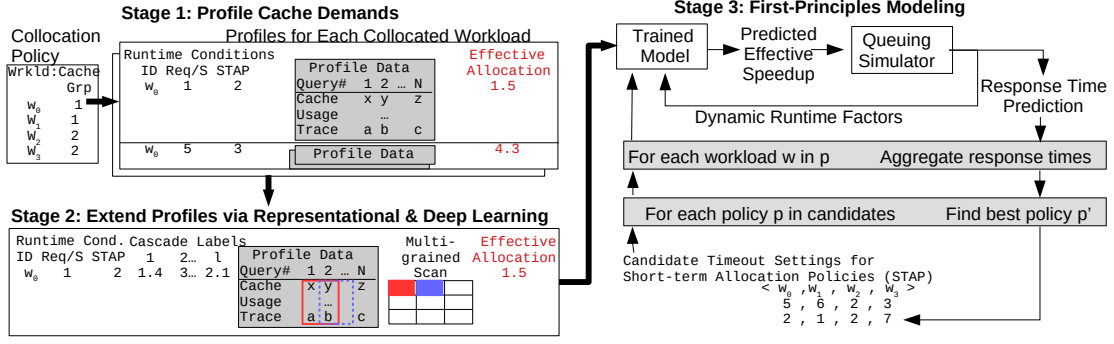 Stage 1: Profile Cache Demands
Collocation
Policy
Wrkld:Cache
Grp
w0 1
w1 1
w2 2
w3 2
Profiles for Each Collocated Workload
Runtime Conditions
ID Req/S STAP
w0 1 2
Profile Data
Query# 1 2 … N
Cache x y z
Usage …
Trace a b c
Effective
Allocation
1.5
w0 5 3
Profile Data
4.3
Stage 2: Extend Profiles via Representational & Deep Learning
Runtime Cond. Cascade Labels
ID Req/S STAP 1 2… l
w0 1 2 1.4 3… 2.1
Profile Data
Query# 1 2 … N
Cache x y z
Usage …
Trace a b c
Multi-
grained
Scan
Effective
Allocation
1.5
Stage 3: First-Principles Modeling
Trained
Model
Predicted
Effective
Speedup
Queuing
Simulator
Response Time
Prediction
Dynamic Runtime Factors
For each workload w in p Aggregate response times
For each policy p in candidates Find best policy p'
Candidate Timeout Settings for
Short-term Allocation Policies (STAP)
< w0 ,w1 , w2 , w3 >
5 , 6 , 2 , 3
2 , 1 , 2 , 7